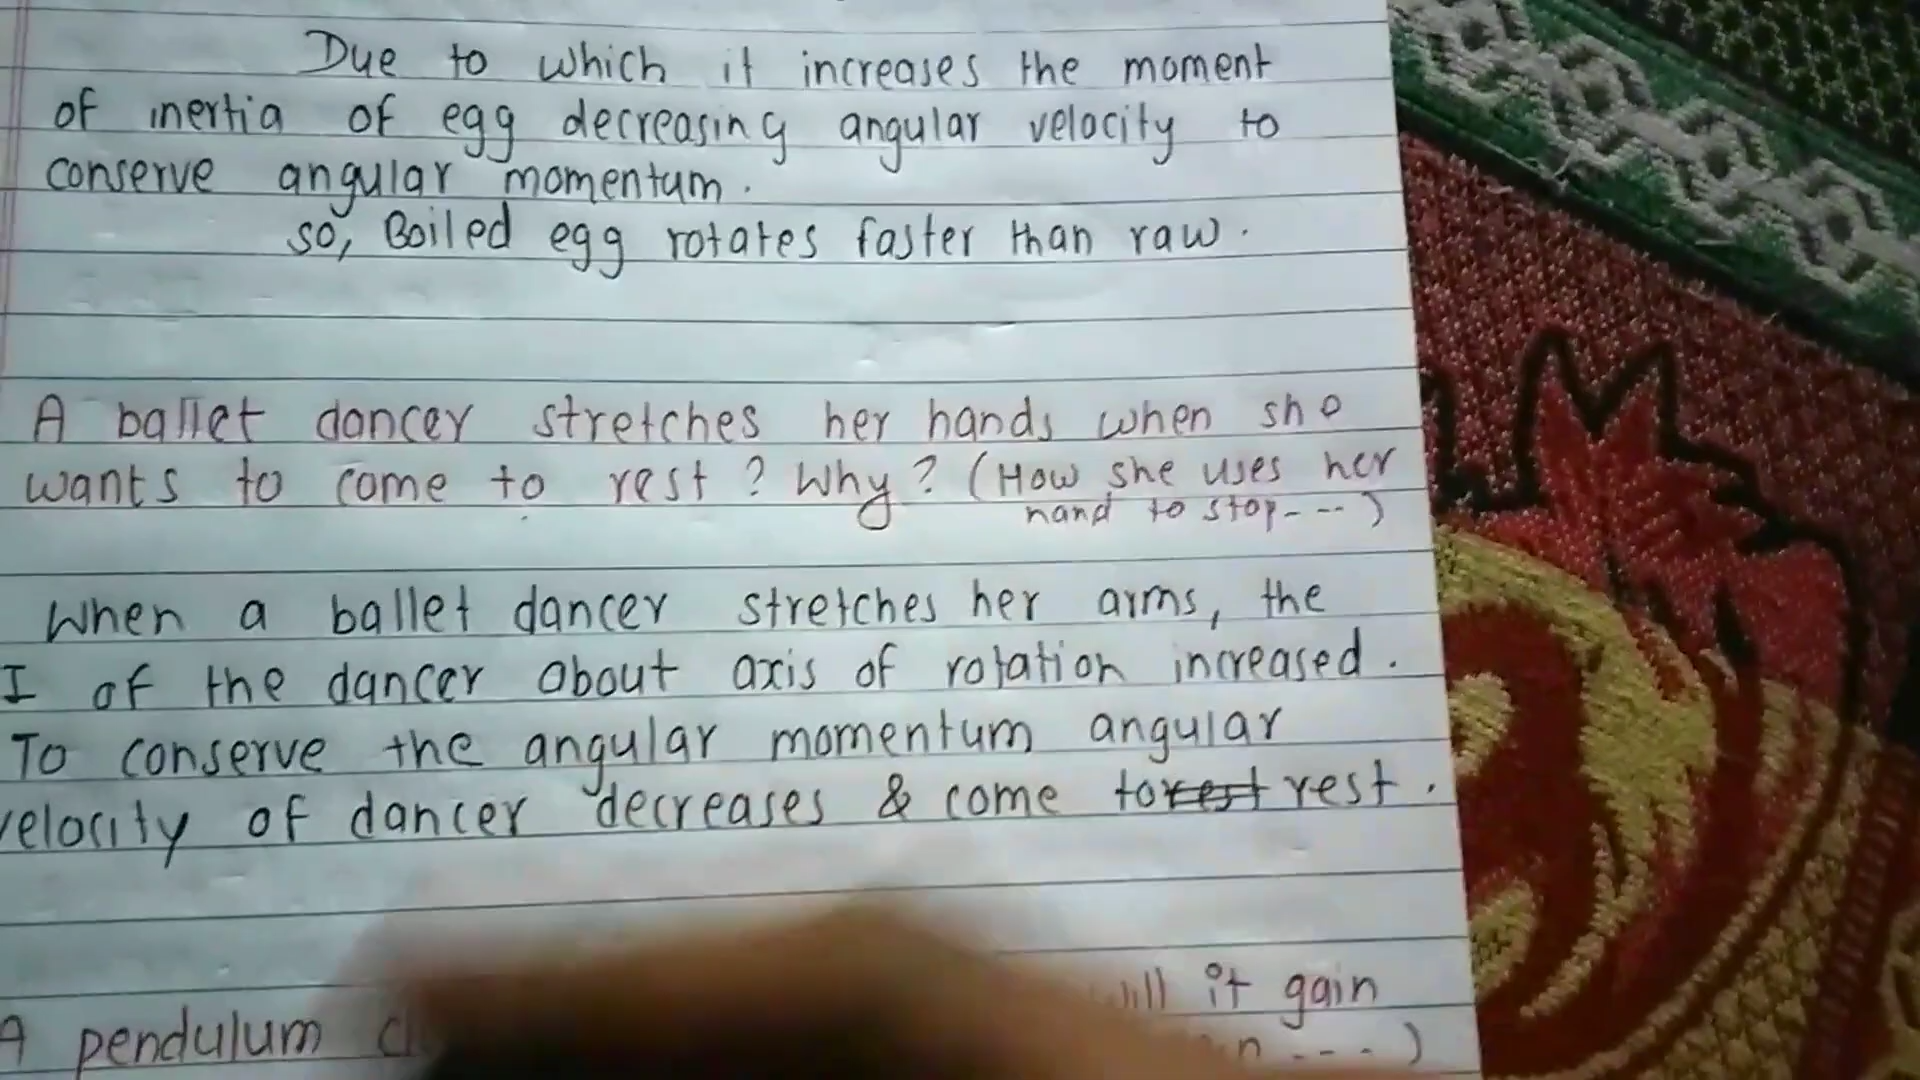 Due to which it increases the moment
of inertia of egg decreasing angular velocity to
conserve angular momentum.
so, Boiled egg rotates faster than raw.
A ballet dancer stretches her hands when she
wants to come to rest? Why? (How she uses her
hand to stop- --)
When a ballet dancer stretches her arms, the
I of the dancer about axis of rotation increased.
To conserve the angular momentum angular
velocity of dancer decreases & come to rest rest.
it gain
A pendulum
---)